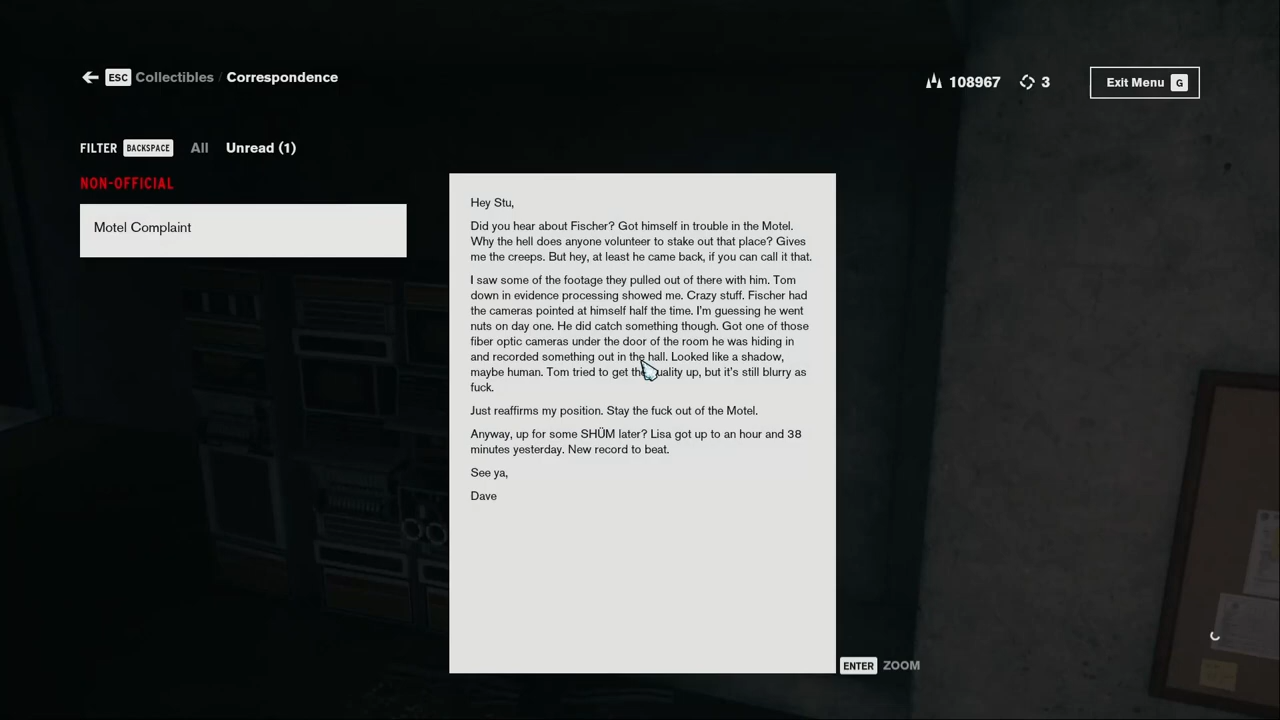 ESC Collectibles / Correspondence
108967 3 Exit Menu G
FILTER BACKSPACE All Unread (1)
NON-OFFICIAL
Motel Complaint
Hey Stu,
Did you hear about Fischer? Got himself in trouble in the Motel.
Why the hell does anyone volunteer to stake out that place? Gives
me the creeps. But hey, at least he came back, if you can call it that.
I saw some of the footage they pulled out of there with him. Tom
down in evidence processing showed me. Crazy stuff. Fischer had
the cameras pointed at himself half the time. I'm guessing he went
nuts on day one. He did catch something though. Got one of those
fiber optic cameras under the door of the room he was hiding in
and recorded something out in the hall. Looked like a shadow,
maybe human. Tom tried to get the quality up, but it's still blurry as
fuck.
Just reaffirms my position. Stay the fuck out of the Motel.
Anyway, up for some SHÜM later? Lisa got up to an hour and 38
minutes yesterday. New record to beat.
See ya,
Dave
ENTER ZOOM